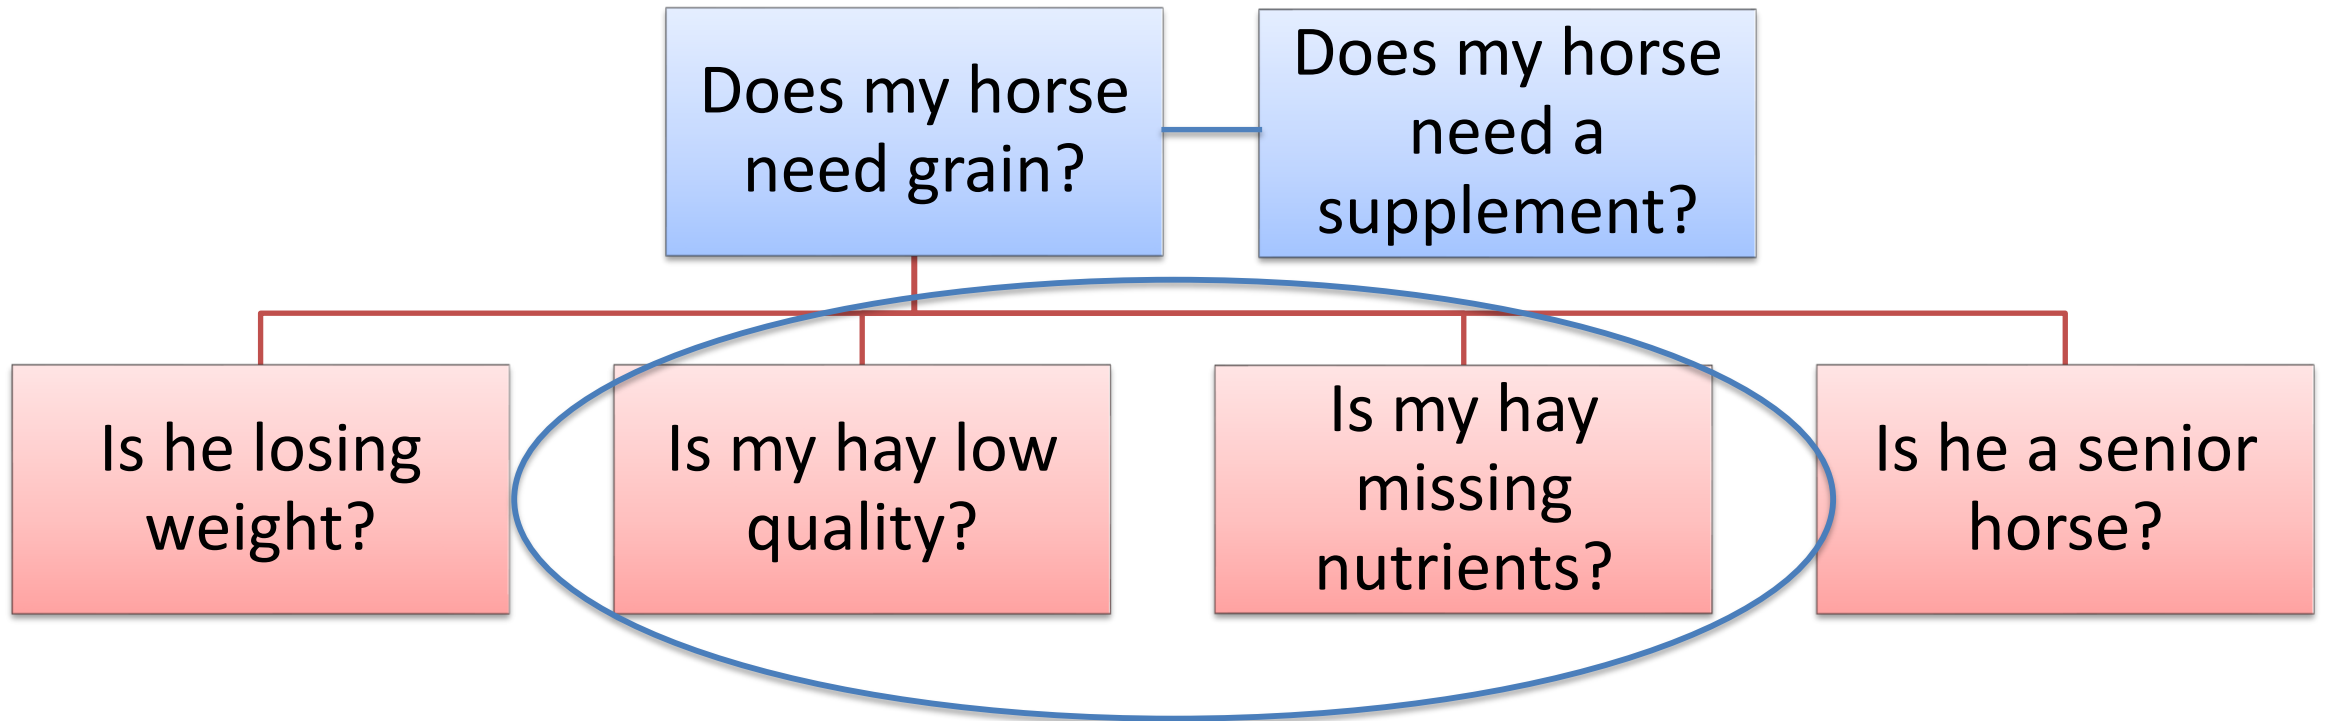 Does my horse
need grain?
Does my horse
need a
supplement?
Is he losing
weight?
Is my hay low
quality?
Is my hay
missing
nutrients?
Is he a senior
horse?